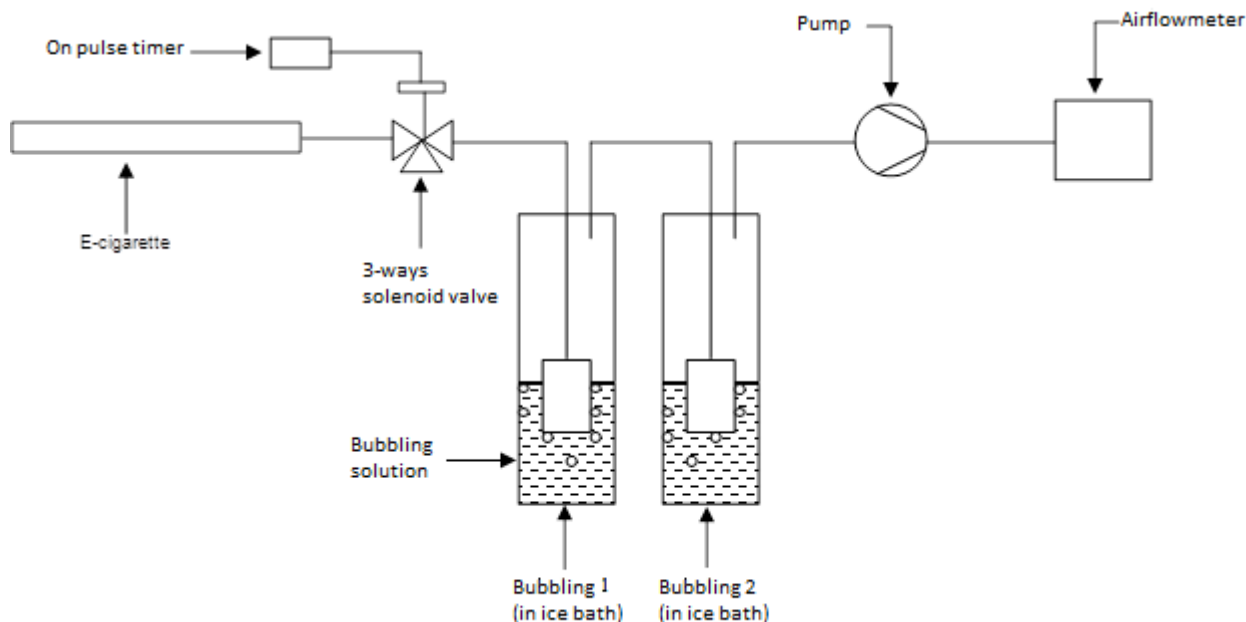 On pulse timer
Pump
Airflowmeter
E-cigarette
3-ways
solenoid valve
Bubbling
solution
Bubbling 1
(in ice bath)
Bubbling 2
(in ice bath)